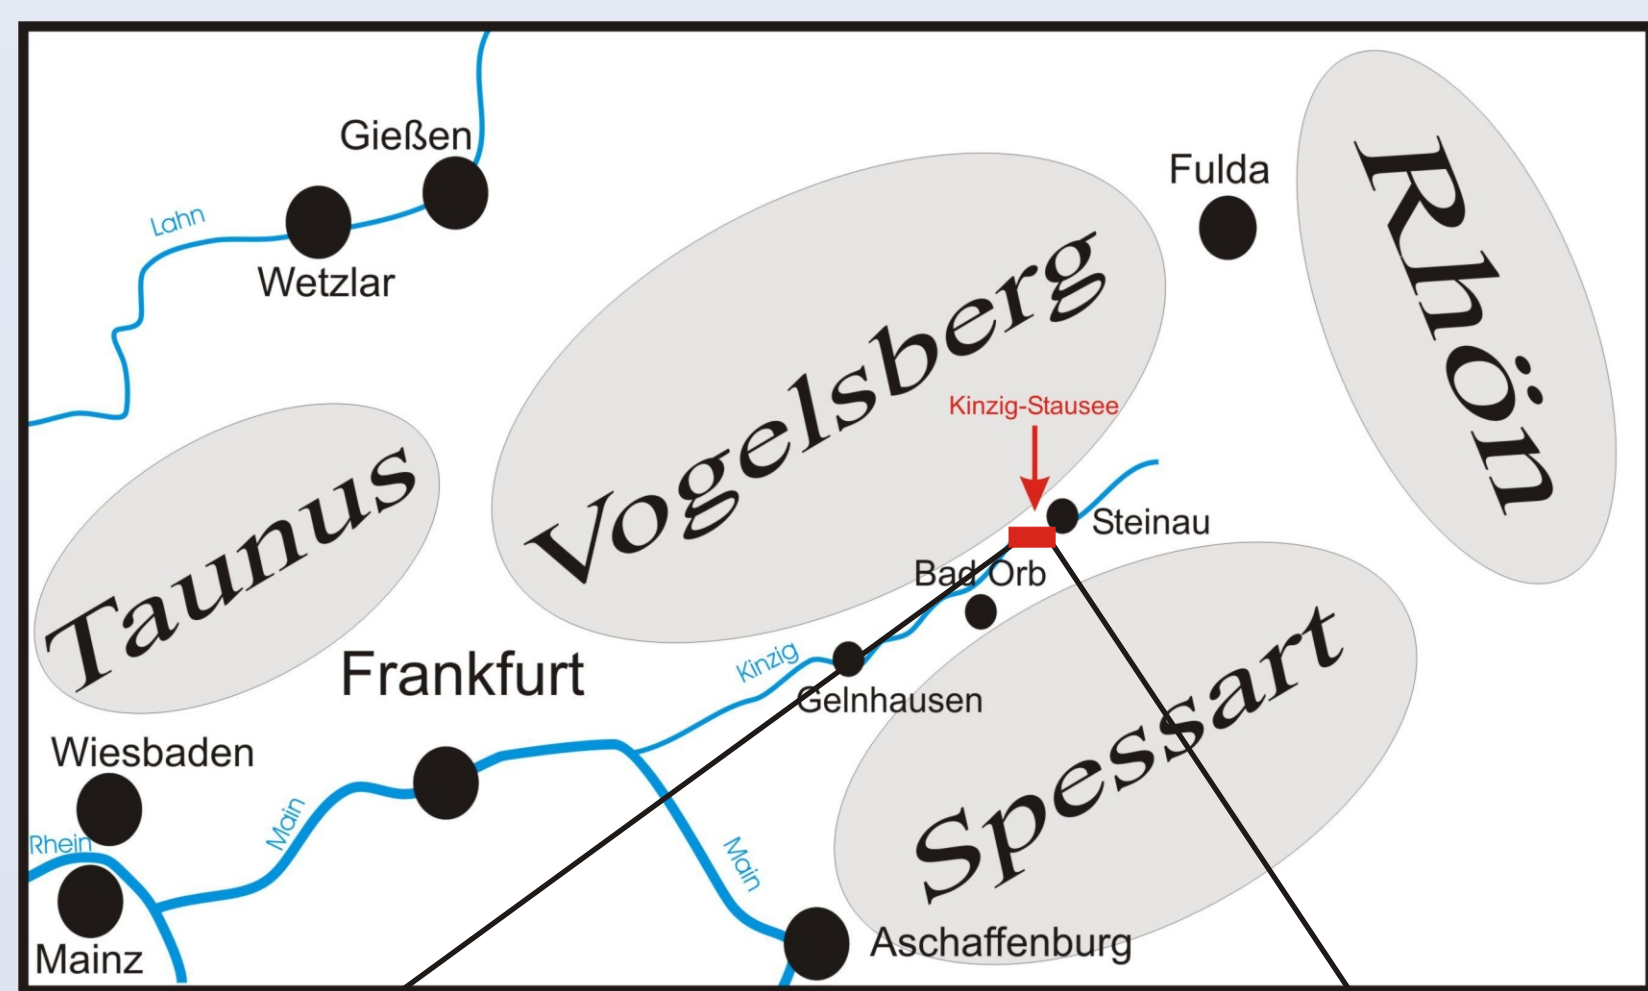 Gießen
Fulda
Rhön
Lahn
Wetzlar
Vogelsberg
Kinzig-Stausee
Taunus
Steinau
Bad Orb
Kinzig
Frankfurt
Gelnhausen
Spessart
Wiesbaden
Main
Rhein
Main
Mainz
Aschaffenburg